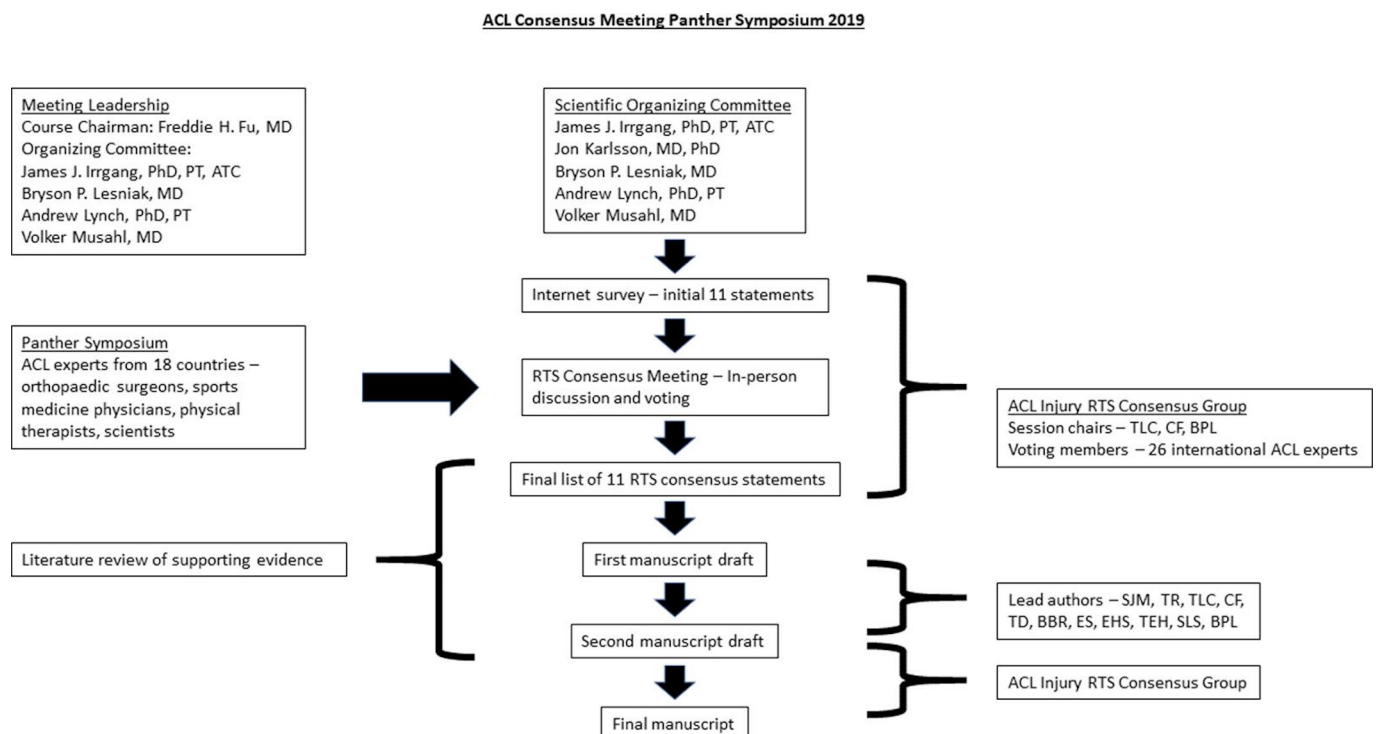 ACL Consensus Meeting Panther Symposium 2019
Meeting Leadership
Course Chairman: Freddie H. Fu, MD
Organizing Committee:
James J. Irrgang, PhD, PT, ATC
Bryson P. Lesniak, MD
Andrew Lynch, PhD, PT
Volker Musahl, MD
Scientific Organizing Committee
James J. Irrgang, PhD, PT, ATC
Jon Karlsson, MD, PhD
Bryson P. Lesniak, MD
Andrew Lynch, PhD, PT
Volker Musahl, MD
Internet survey – initial 11 statements
Panther Symposium
ACL experts from 18 countries –
orthopaedic surgeons, sports
medicine physicians, physical
therapists, scientists
RTS Consensus Meeting – In-person
discussion and voting
ACL Injury RTS Consensus Group
Session chairs – TLC, CF, BPL
Voting members – 26 international ACL experts
Final list of 11 RTS consensus statements
Literature review of supporting evidence
First manuscript draft
Lead authors – SJM, TR, TLC, CF,
TD, BBR, ES, EHS, TEH, SLS, BPL
Second manuscript draft
ACL Injury RTS Consensus Group
Final manuscript